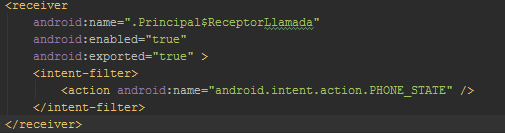 <receiver
android:name=".Principal$ReceptorLlamada"
android:enabled="true"
android:exported="true" >
<intent-filter>
<action android:name="android.intent.action.PHONE_STATE" />
</intent-filter>
</receiver>